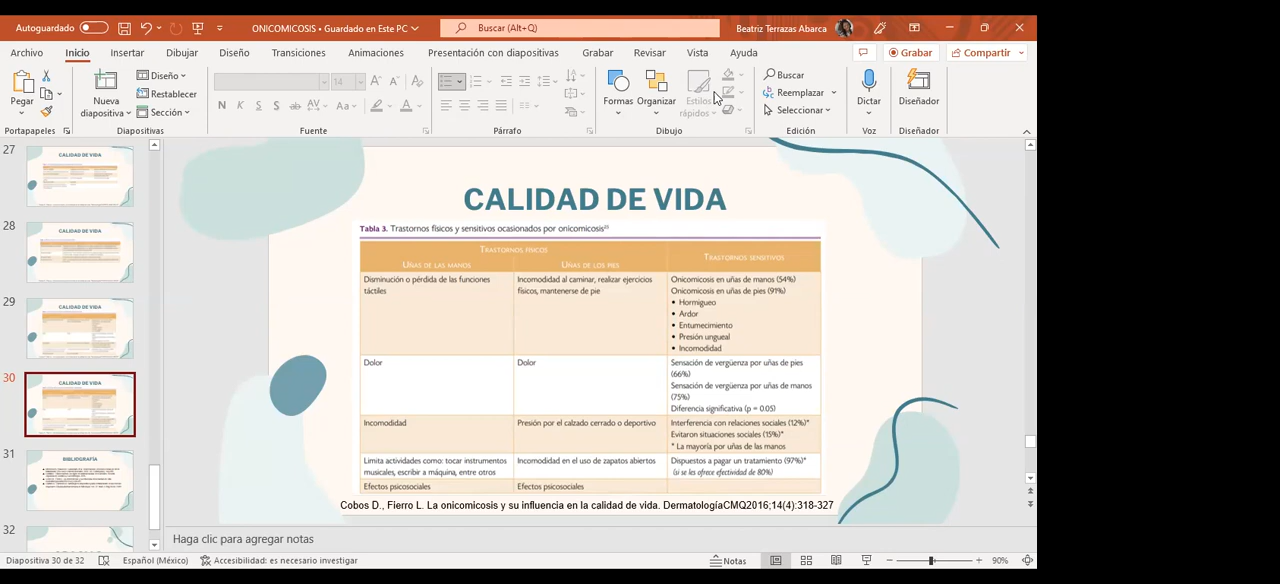 Autoguardado
ONICOMICOSIS • Guardado en Este PC
Buscar (Alt+Q)
Beatriz Terrazas Abarca
Archivo Inicio Insertar Dibujar Diseño Transiciones Animaciones Presentación con diapositivas Grabar Revisar Vista Ayuda
Grabar Compartir
Pegar
Nueva diapositiva
Diseño
Restablecer
Sección
14
N K S S ab AV Aa A
Formas Organizar Estilos rápidos
Buscar
Reemplazar
Seleccionar
Dictar
Diseñador
Portapapeles Diapositivas Fuente Párrafo Dibujo Edición Voz Diseñador
27
CALIDAD DE VIDA
28
CALIDAD DE VIDA
29
CALIDAD DE VIDA
30
CALIDAD DE VIDA
31
BIBLIOGRAFÍA
32
CALIDAD DE VIDA
Tabla 3. Trastornos físicos y sensitivos ocasionados por onicomicosis
Trastornos físicos
Uñas de las manos Uñas de los pies Trastornos sensitivos
Disminución o pérdida de las funciones
táctiles
Incomodidad al caminar, realizar ejercicios
físicos, mantenerse de pie
Onicomicosis en uñas de manos (54%)
Onicomicosis en uñas de pies (91%)
• Hormigueo
• Ardor
• Entumecimiento
• Presión ungueal
• Incomodidad
Dolor
Dolor
Sensación de vergüenza por uñas de pies
(66%)
Sensación de vergüenza por uñas de manos
(75%)
Diferencia significativa (p = 0.05)
Incomodidad
Presión por el calzado cerrado o deportivo
Interferencia con relaciones sociales (12%)*
Evitaron situaciones sociales (15%)*
* La mayoría por uñas de las manos
Limita actividades como: tocar instrumentos
musicales, escribir a máquina, entre otros
Incomodidad en el uso de zapatos abiertos
Dispuestos a pagar un tratamiento (97%)*
(si se les ofrece efectividad de 80%)
Efectos psicosociales
Efectos psicosociales
Cobos D., Fierro L. La onicomicosis y su influencia en la calidad de vida. DermatologíaCMQ2016;14(4):318-327
Haga clic para agregar notas
Diapositiva 30 de 32 Español (México) Accesibilidad: es necesario investigar Notas 90%